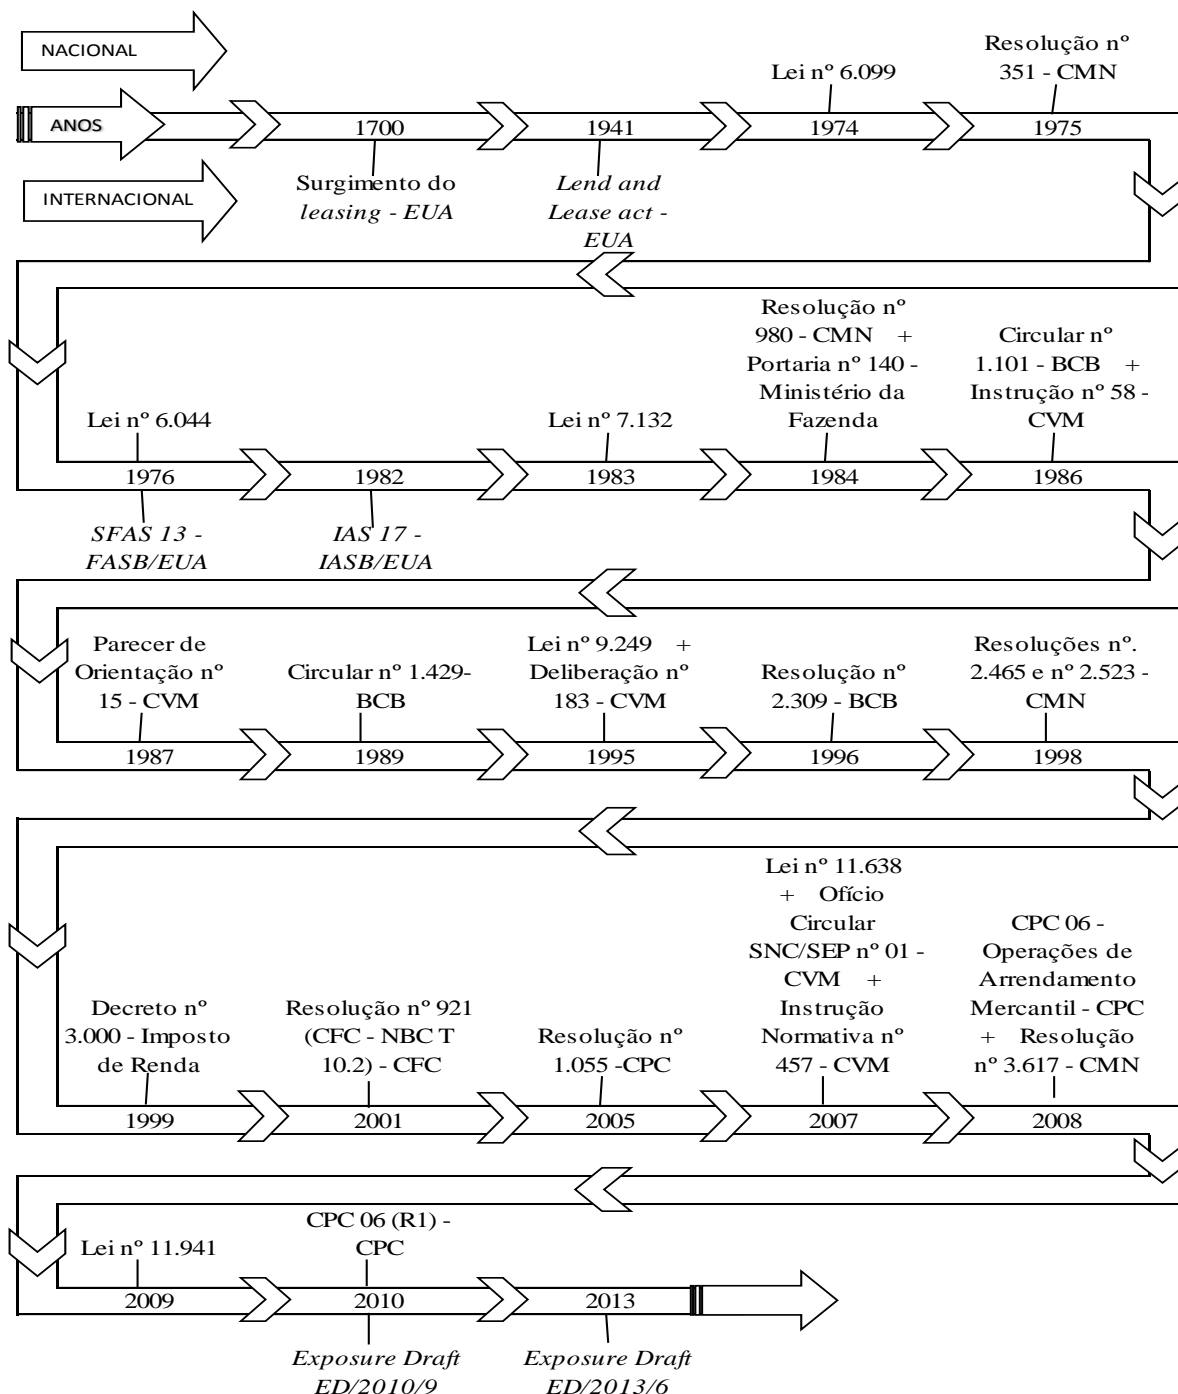 NACIONAL
Lei nº 6.099
Resolução nº
351 - CMN
ANOS
1700
1941
1974
1975
INTERNACIONAL
Surgimento do
leasing - EUA
Lend and
Lease act -
EUA
Lei nº 6.044
Lei nº 7.132
Resolução nº
980 - CMN +
Portaria nº 140 -
Ministério da
Fazenda
Circular nº
1.101 - BCB +
Instrução nº 58 -
CVM
1976
1982
1983
1984
1986
SFAS 13 -
FASB/EUA
IAS 17 -
IASB/EUA
Parecer de
Orientação nº
15 - CVM
Circular nº 1.429-
BCB
Lei nº 9.249 +
Deliberação nº
183 - CVM
Resolução nº
2.309 - BCB
Resoluções nº.
2.465 e nº 2.523 -
CMN
1987
1989
1995
1996
1998
Decreto nº
3.000 - Imposto
de Renda
Resolução nº 921
(CFC - NBC T
10.2) - CFC
Resolução nº
1.055 -CPC
Lei nº 11.638
+ Ofício
Circular
SNC/SEP nº 01 -
CVM +
Instrução
Normativa nº
457 - CVM
CPC 06 -
Operações de
Arrendamento
Mercantil - CPC
+ Resolução
nº 3.617 - CMN
1999
2001
2005
2007
2008
Lei nº 11.941
CPC 06 (R1) -
CPC
2009
2010
2013
Exposure Draft
ED/2010/9
Exposure Draft
ED/2013/6